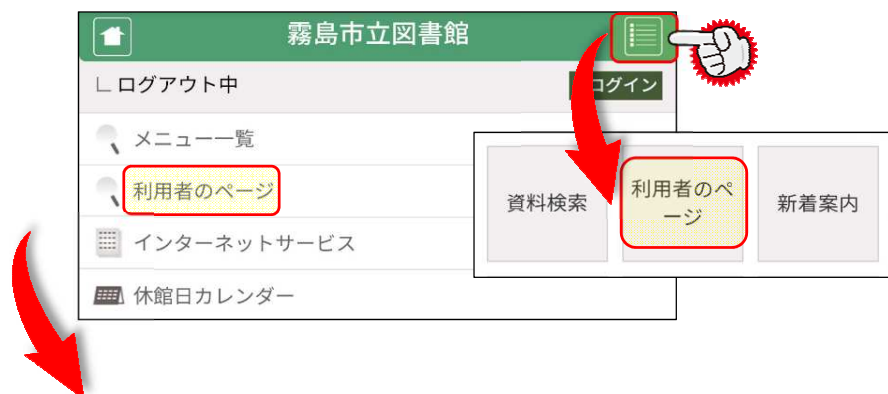 霧島市立図書館
ログアウト中
ログイン
メニュー一覧
利用者のページ
インターネットサービス
休館日カレンダー
資料検索
利用者のペ
ージ
新着案内